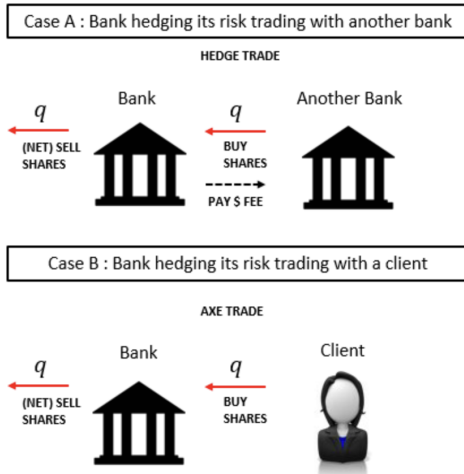 Case A : Bank hedging its risk trading with another bank
HEDGE TRADE
q Bank q Another Bank
(NET) SELL
SHARES
BUY
SHARES
PAY $ FEE
Case B : Bank hedging its risk trading with a client
AXE TRADE
q Bank q Client
(NET) SELL
SHARES
BUY
SHARES